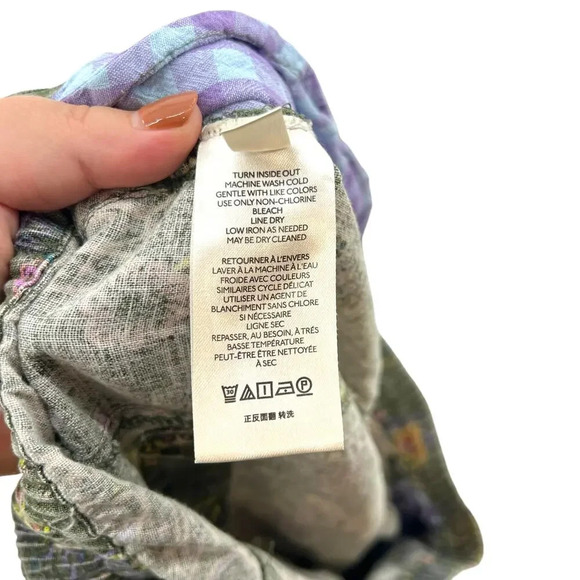 TURN INSIDE OUT
MACHINE WASH COLD
GENTLE WITH LIKE COLORS
USE ONLY NON-CHLORINE
BLEACH
LINE DRY
LOW IRON AS NEEDED
MAY BE DRY CLEANED
RETOURNER À L'ENVERS
LAVER À LA MACHINE À L'EAU
FROIDE AVEC COULEURS
SIMILAIRES CYCLE DÉLICAT
UTILISER UN AGENT DE
BLANCHIMENT SANS CHLORE
SI NÉCESSAIRE
LIGNE SEC
REPASSER, AU BESOIN, À TRÉS
BASSE TEMPÉRATURE
PEUT-ÊTRE ÊTRE NETTOYÉE
À SEC
30 P
正反面翻 转洗